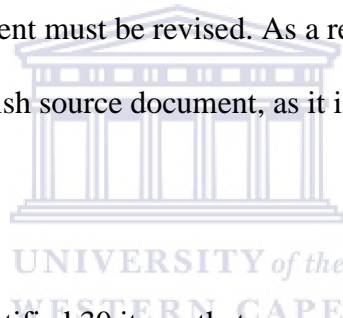 ent must be revised. As a re
ish source document, as it i
UNIVERSITY of the
WESTERN CAPE
tified 30 items that